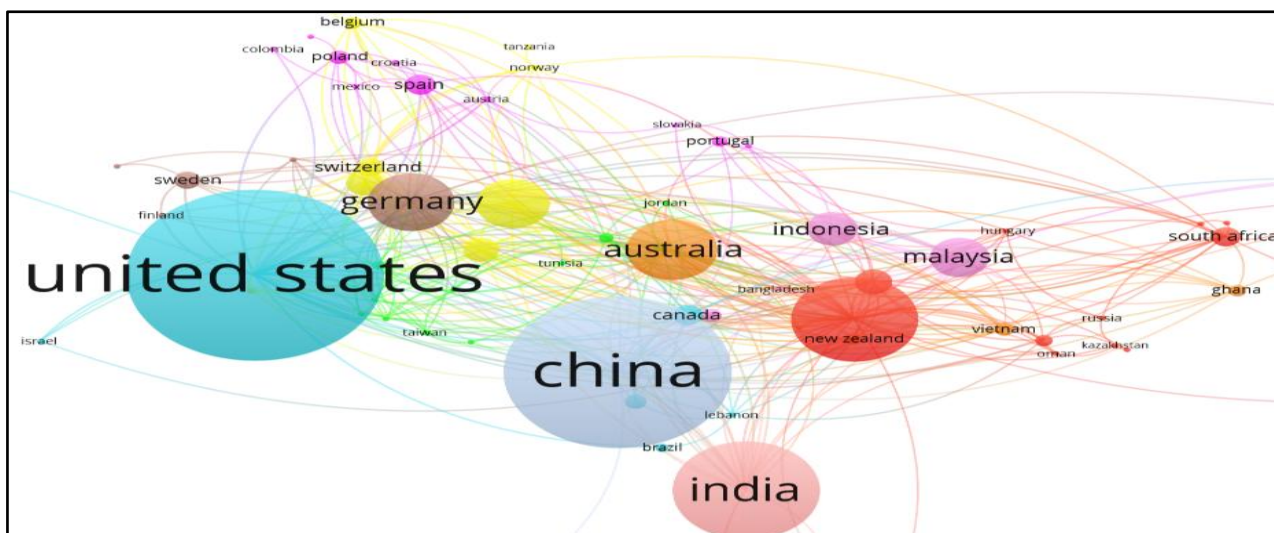 belgium
colombia
poland
croatia
tanzania
norway
mexico
spain
austria
slovakia
portugal
switzerland
sweden
germany
finland
jordan
indonesia
hungary
south africa
united states
australia
tunisia
malaysia
bangladesh
ghana
canada
taiwan
new zealand
vietnam
russia
israel
oman
kazakhstan
china
lebanon
brazil
india